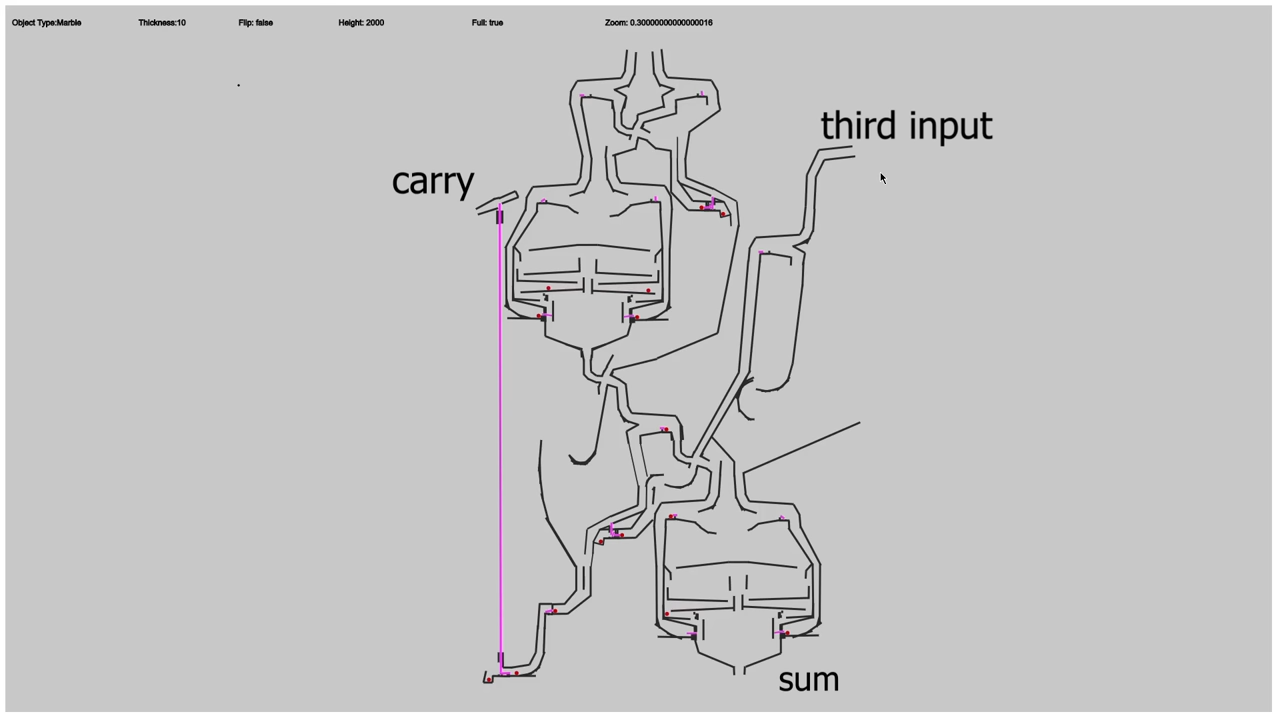 Object Type:Marble Thickness:10 Flip: false Height: 2000 Full: true Zoom: 0.30000000000000016
third input
carry
sum